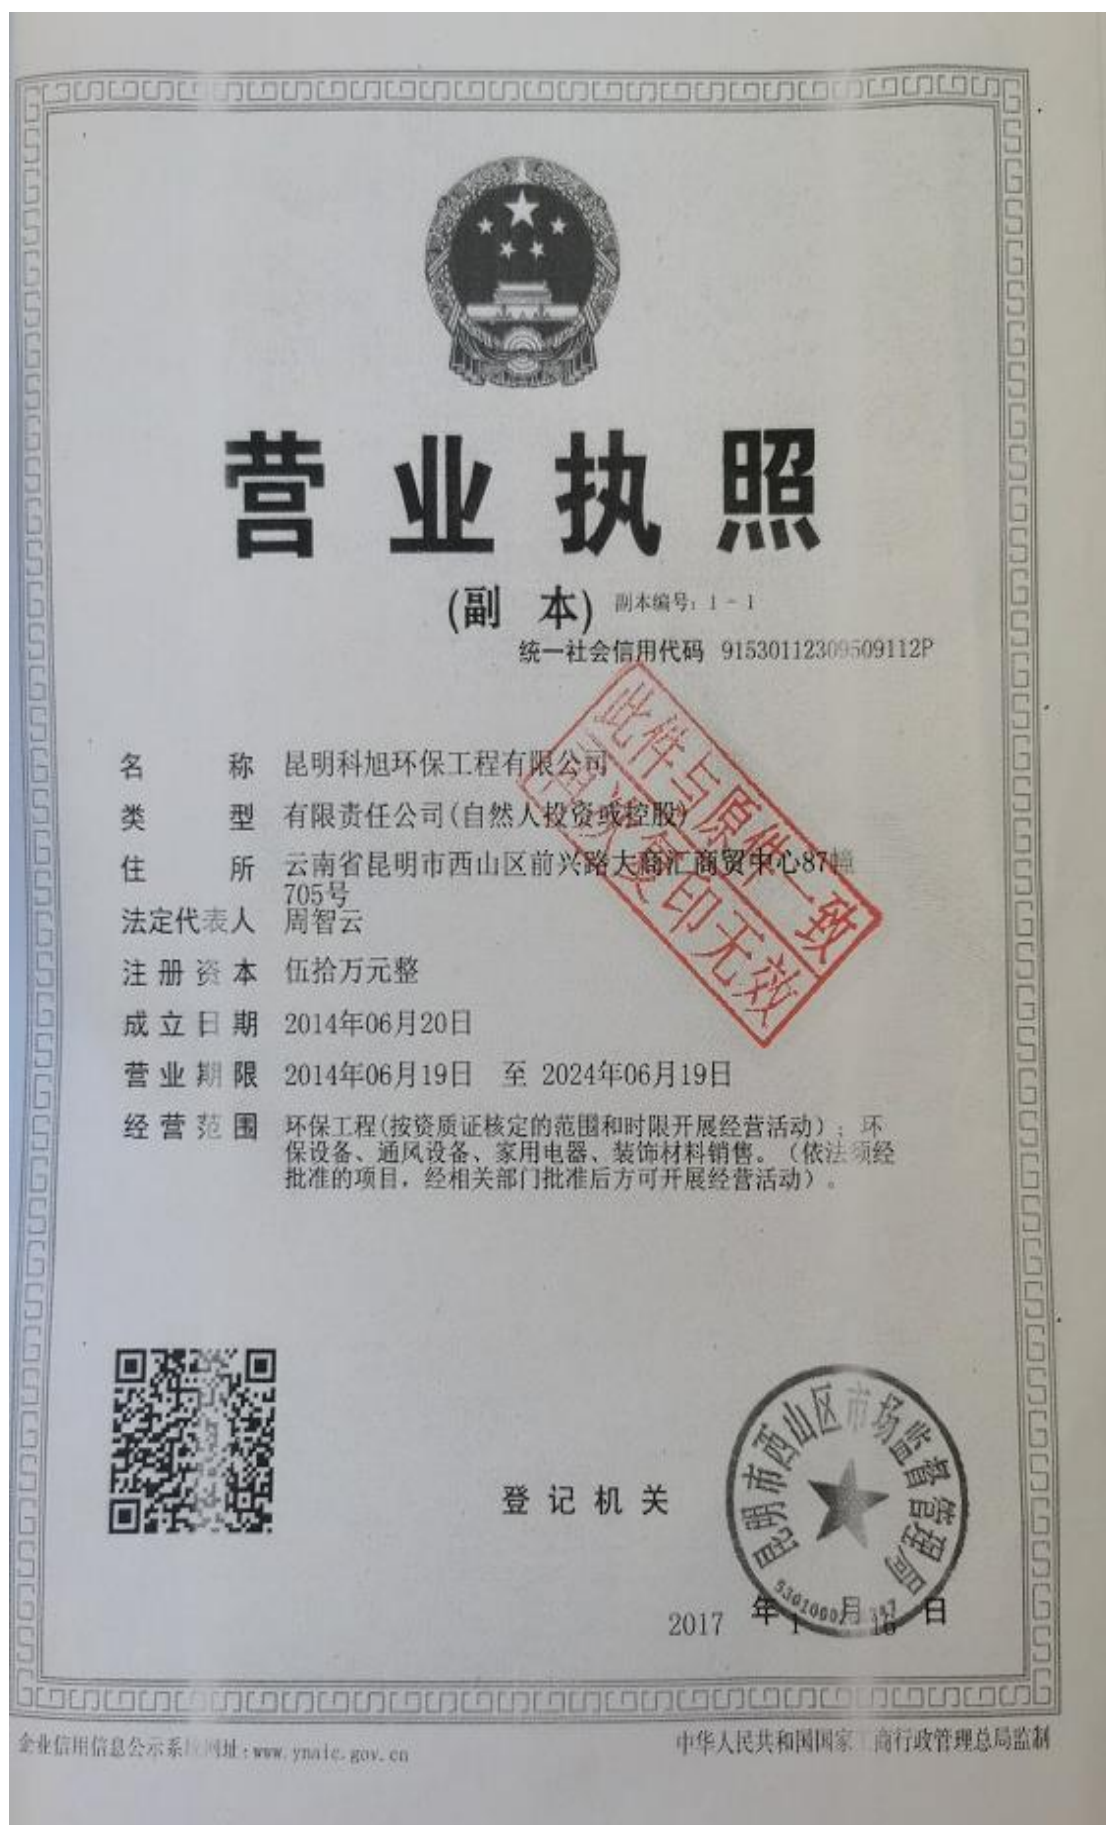 营业执照
(副 本) 副本编号：1-1
统一社会信用代码 91530112309509112P
名称 昆明科旭环保工程有限公司
类型 有限责任公司(自然人投资或控股)
住所 云南省昆明市西山区前兴路大商汇商贸中心87幢
705号
法定代表人 周智云
注册资本 伍拾万元整
成立日期 2014年06月20日
营业期限 2014年06月19日 至 2024年06月19日
经营范围 环保工程(按资质证核定的范围和时限开展经营活动)；环
保设备、通风设备、家用电器、装饰材料销售。（依法须经
批准的项目，经相关部门批准后方可开展经营活动）。
此件与原件一致
再次复印无效
登记机关
昆明市西山区市场监督管理局
2017 年 1 月 16 日
企业信用信息公示系统网址：www.ynaic.gov.cn
中华人民共和国国家工商行政管理总局监制